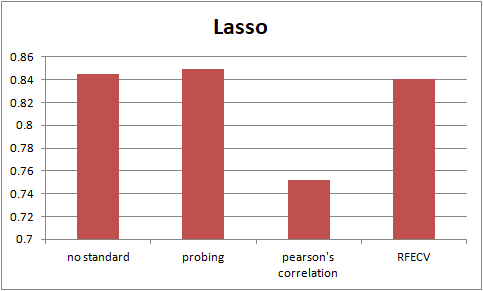 Lasso
0.86
0.84
0.82
0.8
0.78
0.76
0.74
0.72
0.7
no standard
probing
pearson's
correlation
RFECV